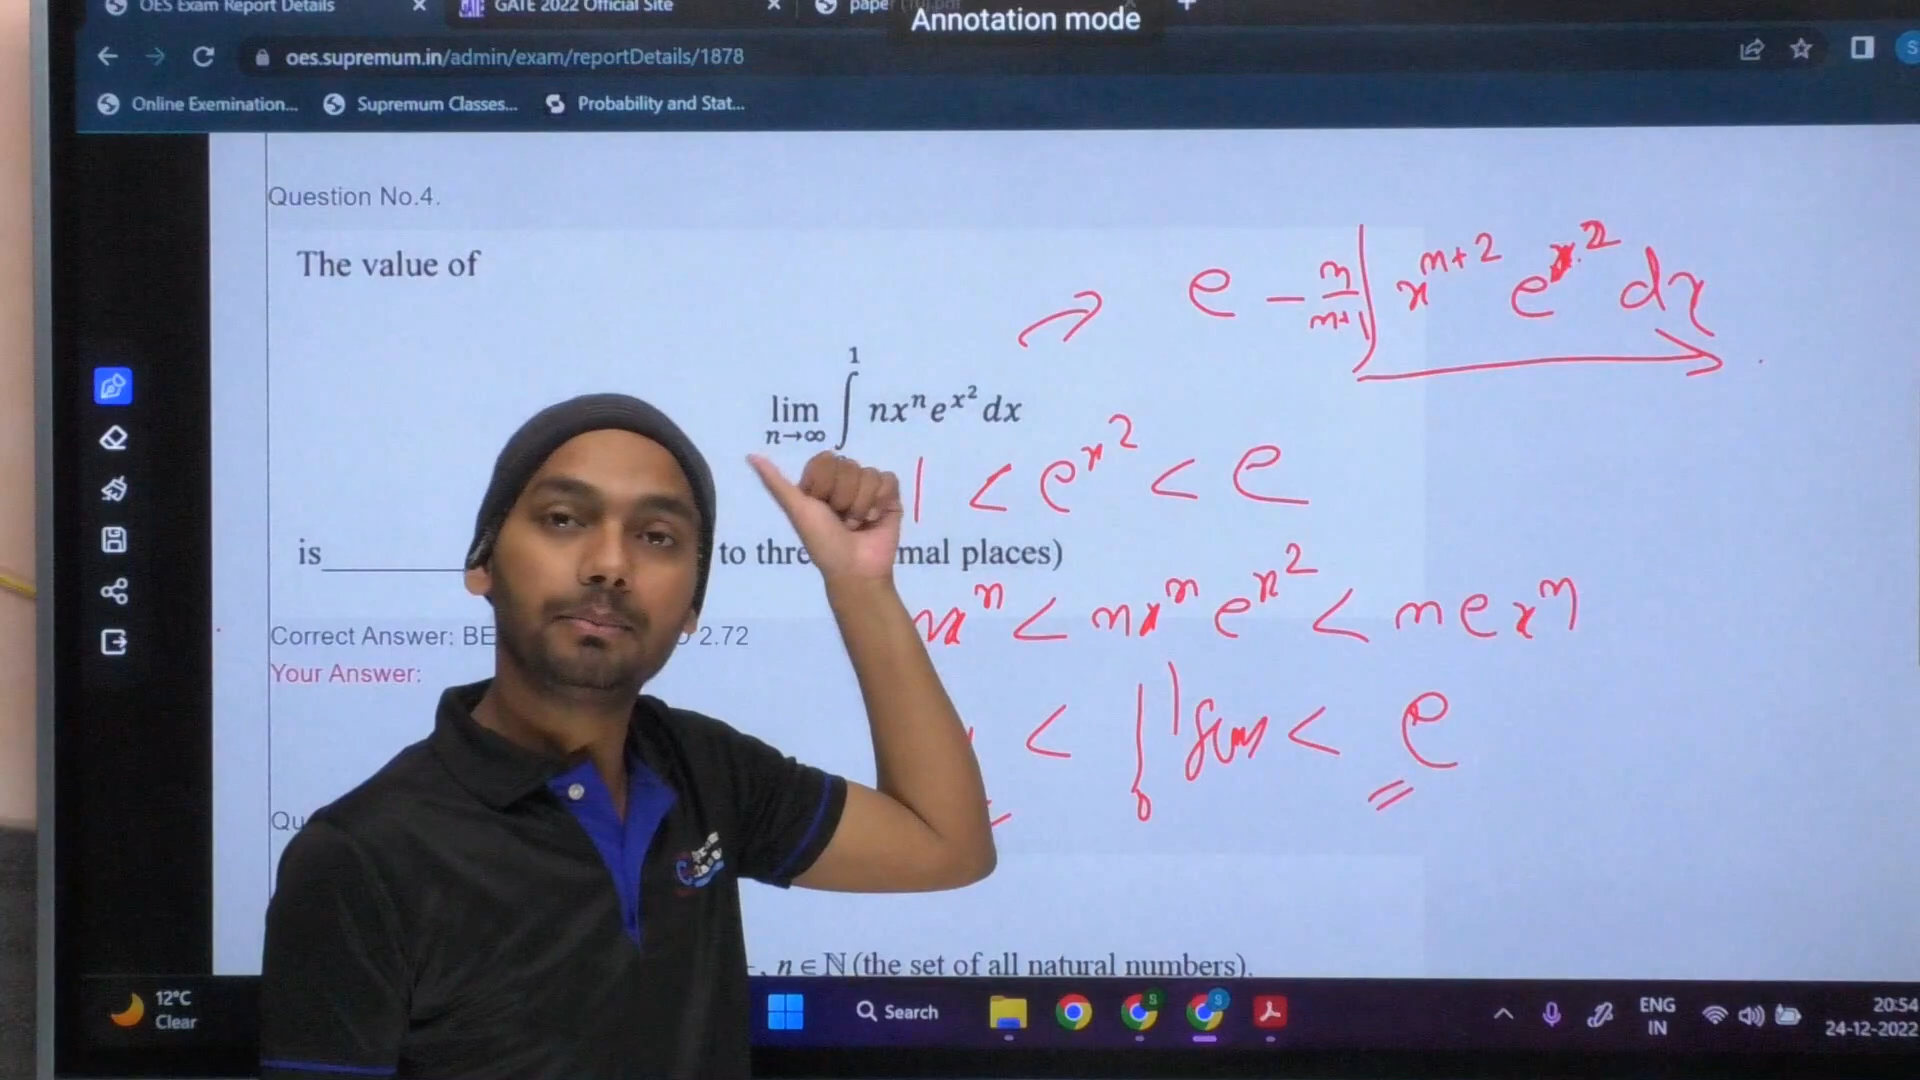 OES Exam Report Details
GATE 2022 Official Site
Annotation mode
oes.supremum.in/admin/exam/reportDetails/1878
Online Exemination...
Supremum Classes...
Probability and Stat...
Question No.4.
The value of
e - n/(n+1) ∫ x^{n+2} e^{x^2} dx
lim n→∞ ∫ 1 nx^n e^{x^2} dx
1 < e^{x^2} < e
is______ to thre mal places)
nx^n < nx^n e^{x^2} < n e x^n
Correct Answer: BE 2.72
Your Answer:
< ∫_0^1 f(x) < e
Qu
, n ∈ ℕ (the set of all natural numbers).
12°C
Clear
Search
ENG
IN
20:54
24-12-2022